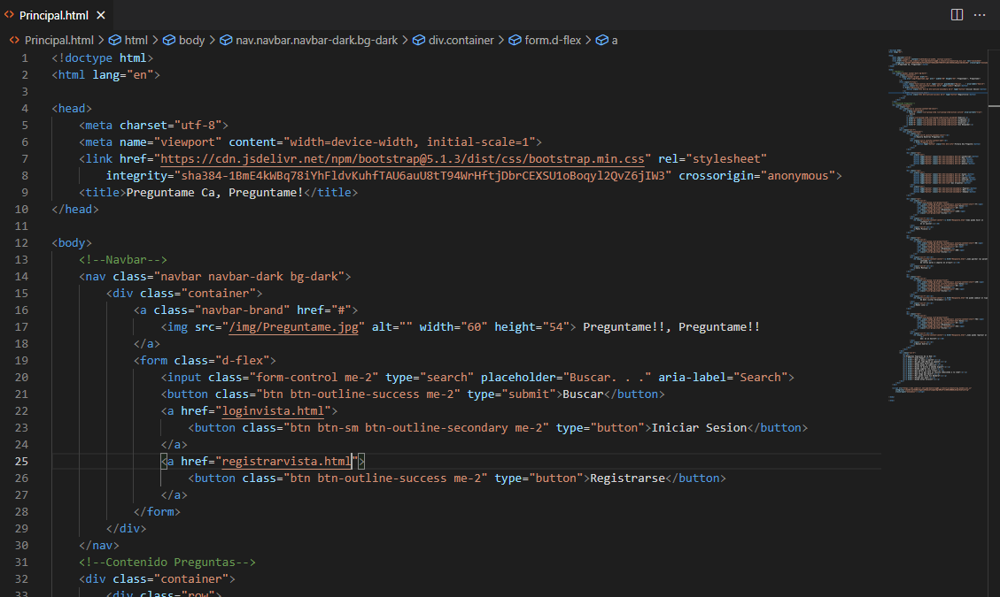 Principal.html
Principal.html > html > body > nav.navbar.navbar-dark.bg-dark > div.container > form.d-flex > a
1 <!doctype html>
2 <html lang="en">
3
4 <head>
5 <meta charset="utf-8">
6 <meta name="viewport" content="width=device-width, initial-scale=1">
7 <link href="https://cdn.jsdelivr.net/npm/bootstrap@5.1.3/dist/css/bootstrap.min.css" rel="stylesheet"
8 integrity="sha384-1BmE4kWBq78iYhFldvKuhfTAU6auU8tT94WrHftjDbrCEXSU1oBoqyl2QvZ6jIW3" crossorigin="anonymous">
9 <title>Preguntame Ca, Preguntame!</title>
10 </head>
11
12 <body>
13 <!--Navbar-->
14 <nav class="navbar navbar-dark bg-dark">
15 <div class="container">
16 <a class="navbar-brand" href="#">
17 <img src="/img/Preguntame.jpg" alt="" width="60" height="54"> Preguntame!!, Preguntame!!
18 </a>
19 <form class="d-flex">
20 <input class="form-control me-2" type="search" placeholder="Buscar. . ." aria-label="Search">
21 <button class="btn btn-outline-success me-2" type="submit">Buscar</button>
22 <a href="loginvista.html">
23 <button class="btn btn-sm btn-outline-secondary me-2" type="button">Iniciar Sesion</button>
24 </a>
25 <a href="registrarvista.html">
26 <button class="btn btn-outline-success me-2" type="button">Registrarse</button>
27 </a>
28 </form>
29 </div>
30 </nav>
31 <!--Contenido Preguntas-->
32 <div class="container">
33 <div class="row">